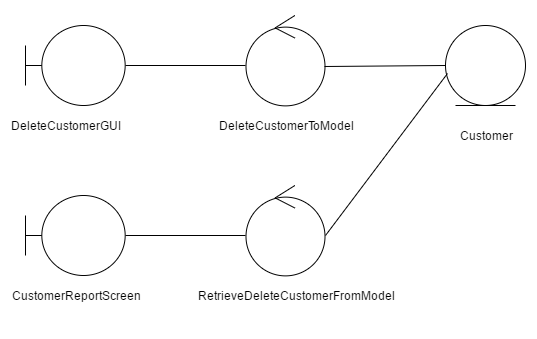 DeleteCustomerGUI
DeleteCustomerToModel
Customer
CustomerReportScreen
RetrieveDeleteCustomerFromModel